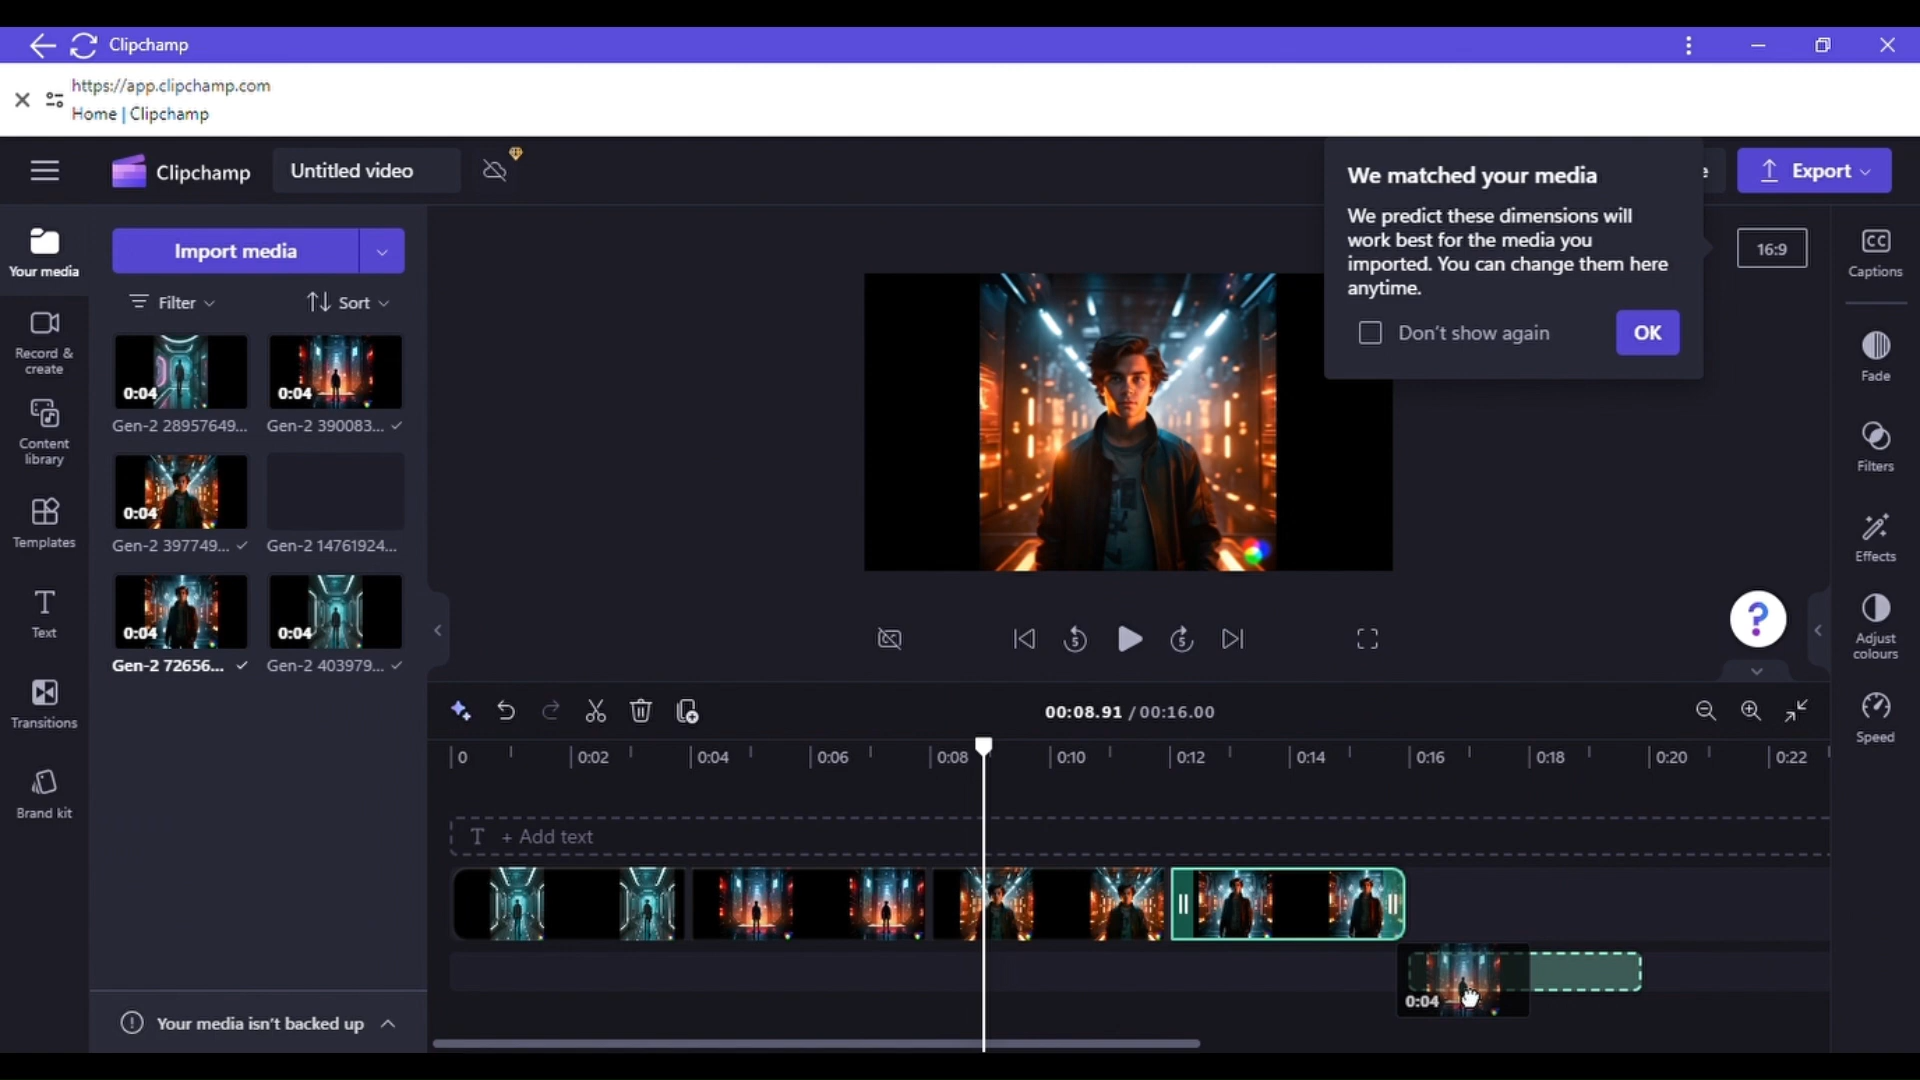 Clipchamp
https://app.clipchamp.com
Home | Clipchamp
Clipchamp
Untitled video
Export
We matched your media
We predict these dimensions will
work best for the media you
imported. You can change them here
anytime.
Don't show again
OK
16:9
Your media
Record &
create
Content
library
Templates
Text
Transitions
Brand kit
Import media
Filter
Sort
0:04
0:04
Gen-2 28957649...
Gen-2 390083...
0:04
Gen-2 397749...
Gen-2 14761924...
0:04
0:04
Gen-2 72656...
Gen-2 403979...
Your media isn't backed up
CC
Captions
Fade
Filters
Effects
Adjust
colours
Speed
5
5
?
00:08.91 / 00:16.00
0
0:02
0:04
0:06
0:08
0:10
0:12
0:14
0:16
0:18
0:20
0:22
T + Add text
0:04